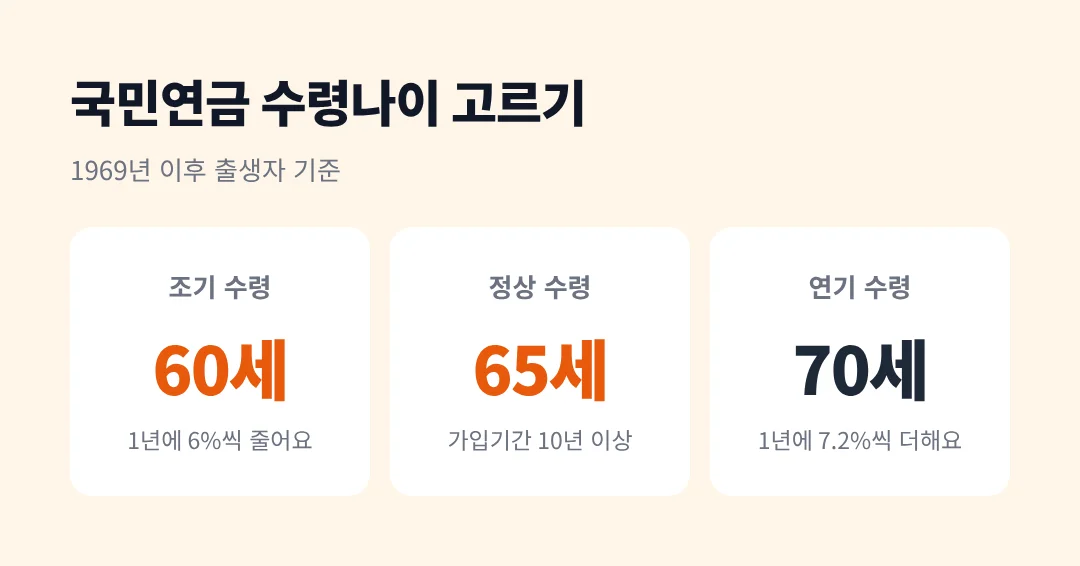 국민연금 수령나이 고르기
1969년 이후 출생자 기준
조기 수령
60세
1년에 6%씩 줄어요
정상 수령
65세
가입기간 10년 이상
연기 수령
70세
1년에 7.2%씩 더해요